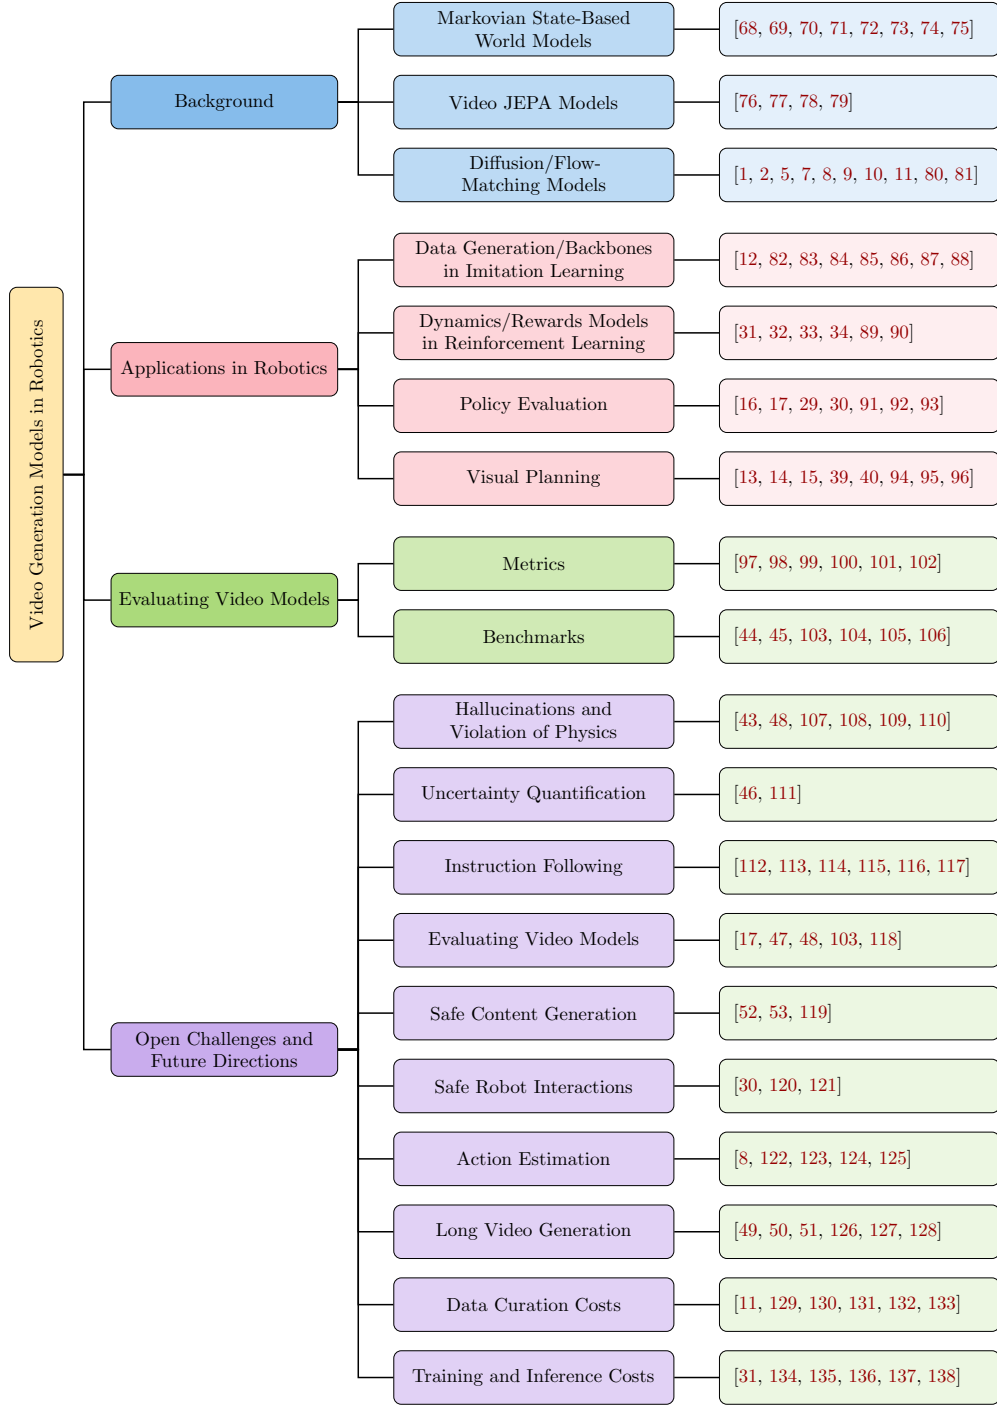 Video Generation Models in Robotics
Background
Markovian State-Based
World Models
[68, 69, 70, 71, 72, 73, 74, 75]
Video JEPA Models
[76, 77, 78, 79]
Diffusion/Flow-
Matching Models
[1, 2, 5, 7, 8, 9, 10, 11, 80, 81]
Applications in Robotics
Data Generation/Backbones
in Imitation Learning
[12, 82, 83, 84, 85, 86, 87, 88]
Dynamics/Rewards Models
in Reinforcement Learning
[31, 32, 33, 34, 89, 90]
Policy Evaluation
[16, 17, 29, 30, 91, 92, 93]
Visual Planning
[13, 14, 15, 39, 40, 94, 95, 96]
Evaluating Video Models
Metrics
[97, 98, 99, 100, 101, 102]
Benchmarks
[44, 45, 103, 104, 105, 106]
Open Challenges and
Future Directions
Hallucinations and
Violation of Physics
[43, 48, 107, 108, 109, 110]
Uncertainty Quantification
[46, 111]
Instruction Following
[112, 113, 114, 115, 116, 117]
Evaluating Video Models
[17, 47, 48, 103, 118]
Safe Content Generation
[52, 53, 119]
Safe Robot Interactions
[30, 120, 121]
Action Estimation
[8, 122, 123, 124, 125]
Long Video Generation
[49, 50, 51, 126, 127, 128]
Data Curation Costs
[11, 129, 130, 131, 132, 133]
Training and Inference Costs
[31, 134, 135, 136, 137, 138]